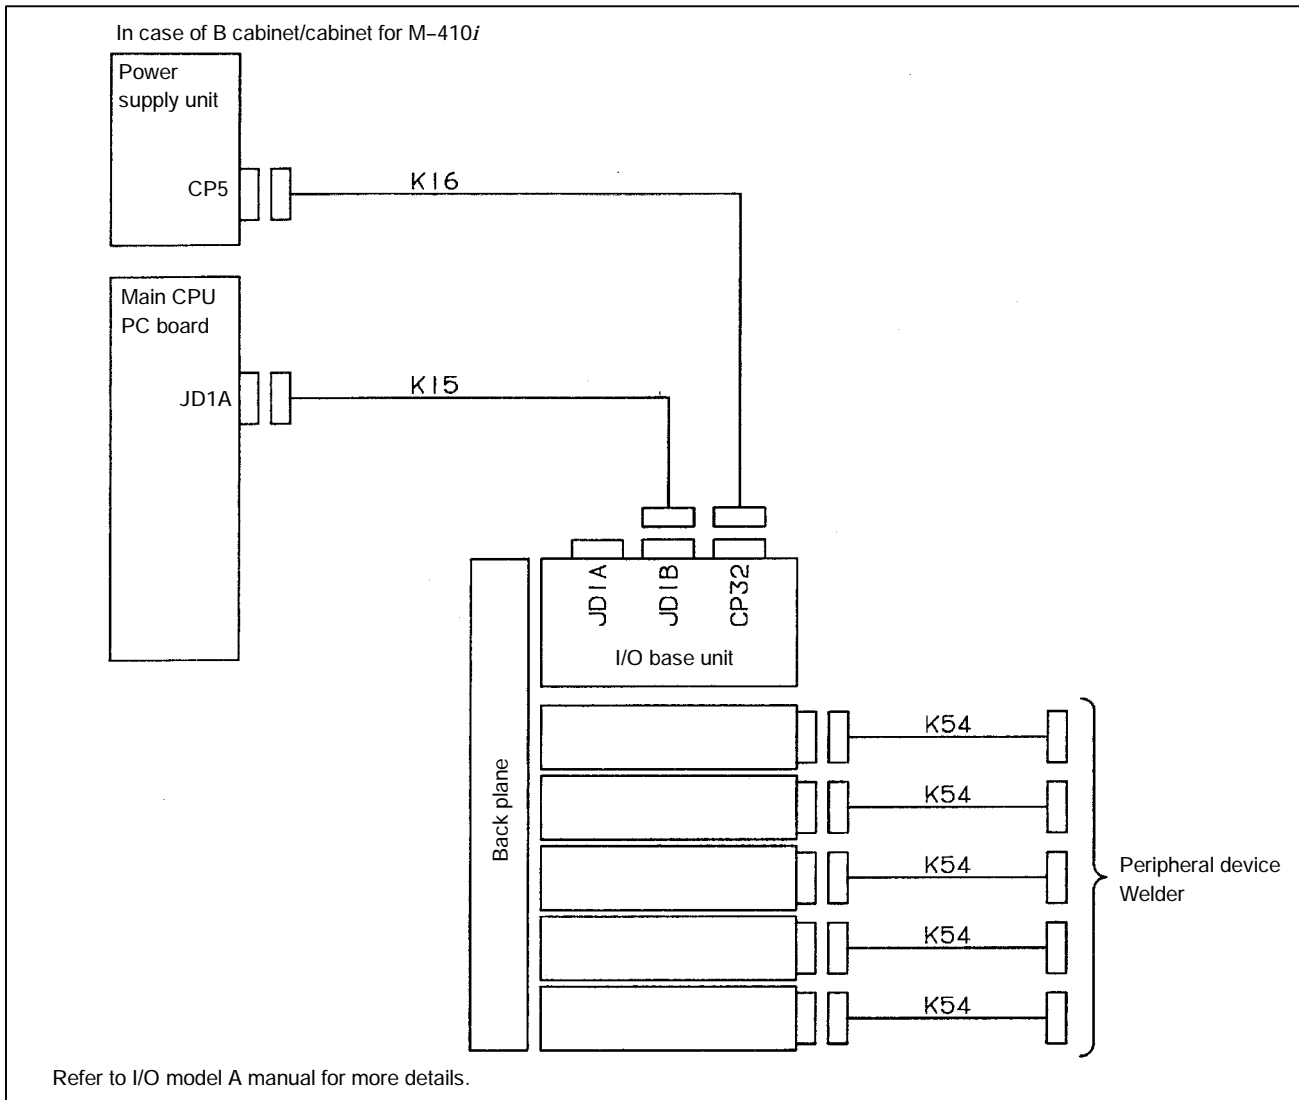 In case of B cabinet/cabinet for M–410i
Power
supply unit
CP5
K16
Main CPU
PC board
JD1A
K15
JD1A
JD1B
CP32
I/O base unit
Back plane
K54
K54
K54
K54
K54
Peripheral device
Welder
Refer to I/O model A manual for more details.